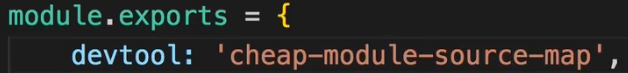 module.exports = {
    devtool: 'cheap-module-source-map',